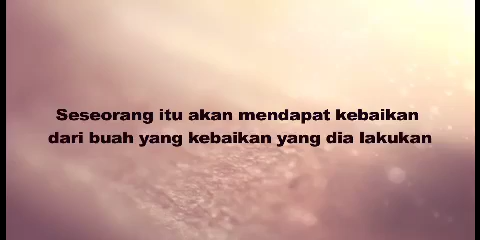 Seseorang itu akan mendapat kebaikan
dari buah yang kebaikan yang dia lakukan